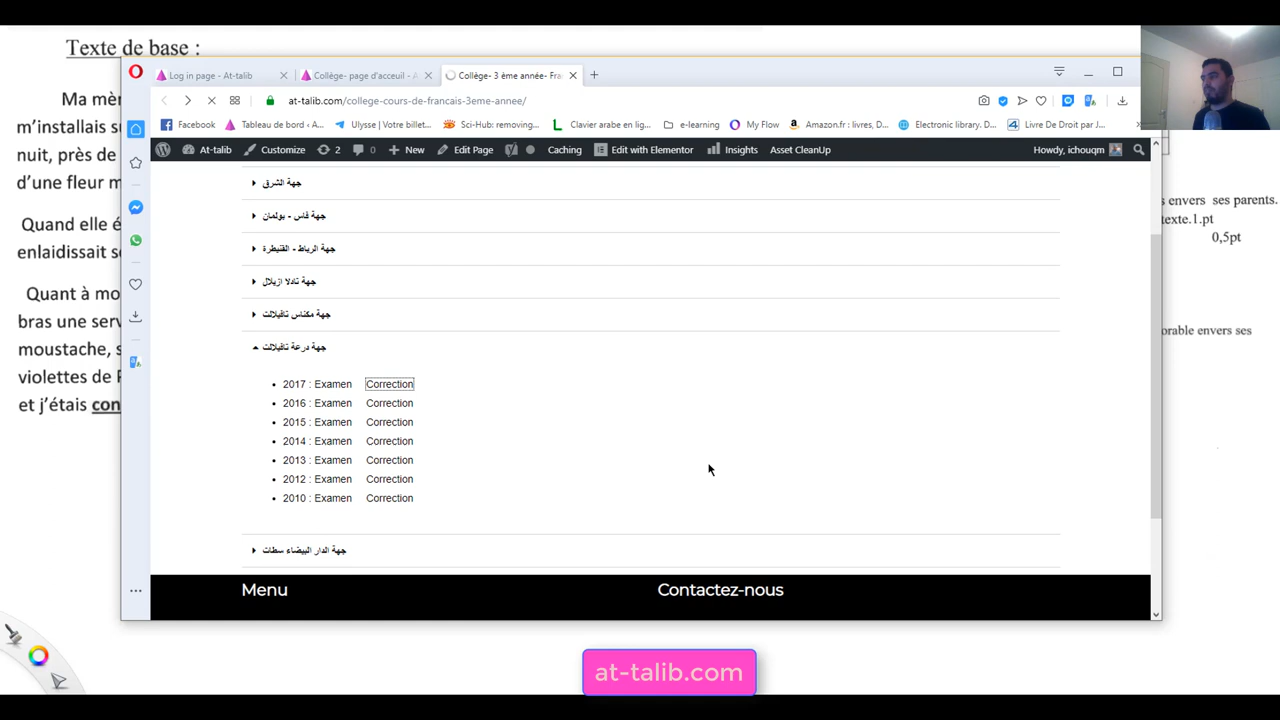 Texte de base :
Ma mèr
m'installais su
nuit, près de
d'une fleur m
Quand elle é
enlaidissait se
Quant à mo
bras une serv
moustache, s
violettes de P
et j'étais con
Log in page - At-talib
Collège- page d'acceuil - A
Collège- 3 ème année- Fra
at-talib.com/college-cours-de-francais-3eme-annee/
Facebook
Tableau de bord ‹ A...
Ulysse | Votre billet...
Sci-Hub: removing...
Clavier arabe en lig...
e-learning
My Flow
Amazon.fr : livres, D...
Electronic library. D...
Livre De Droit par J...
At-talib
Customize
2
0
New
Edit Page
Caching
Edit with Elementor
Insights
Asset CleanUp
Howdy, ichouqm
جهة الشرق
جهة فاس - بولمان
جهة الرباط - القنيطرة
جهة تادلا ازيلال
جهة مكناس تافيلالت
جهة درعة تافيلالت
• 2017 : Examen Correction
• 2016 : Examen Correction
• 2015 : Examen Correction
• 2014 : Examen Correction
• 2013 : Examen Correction
• 2012 : Examen Correction
• 2010 : Examen Correction
جهة الدار البيضاء سطات
Menu
Contactez-nous
s envers ses parents.
texte.1.pt
0,5pt
orable envers ses
at-talib.com